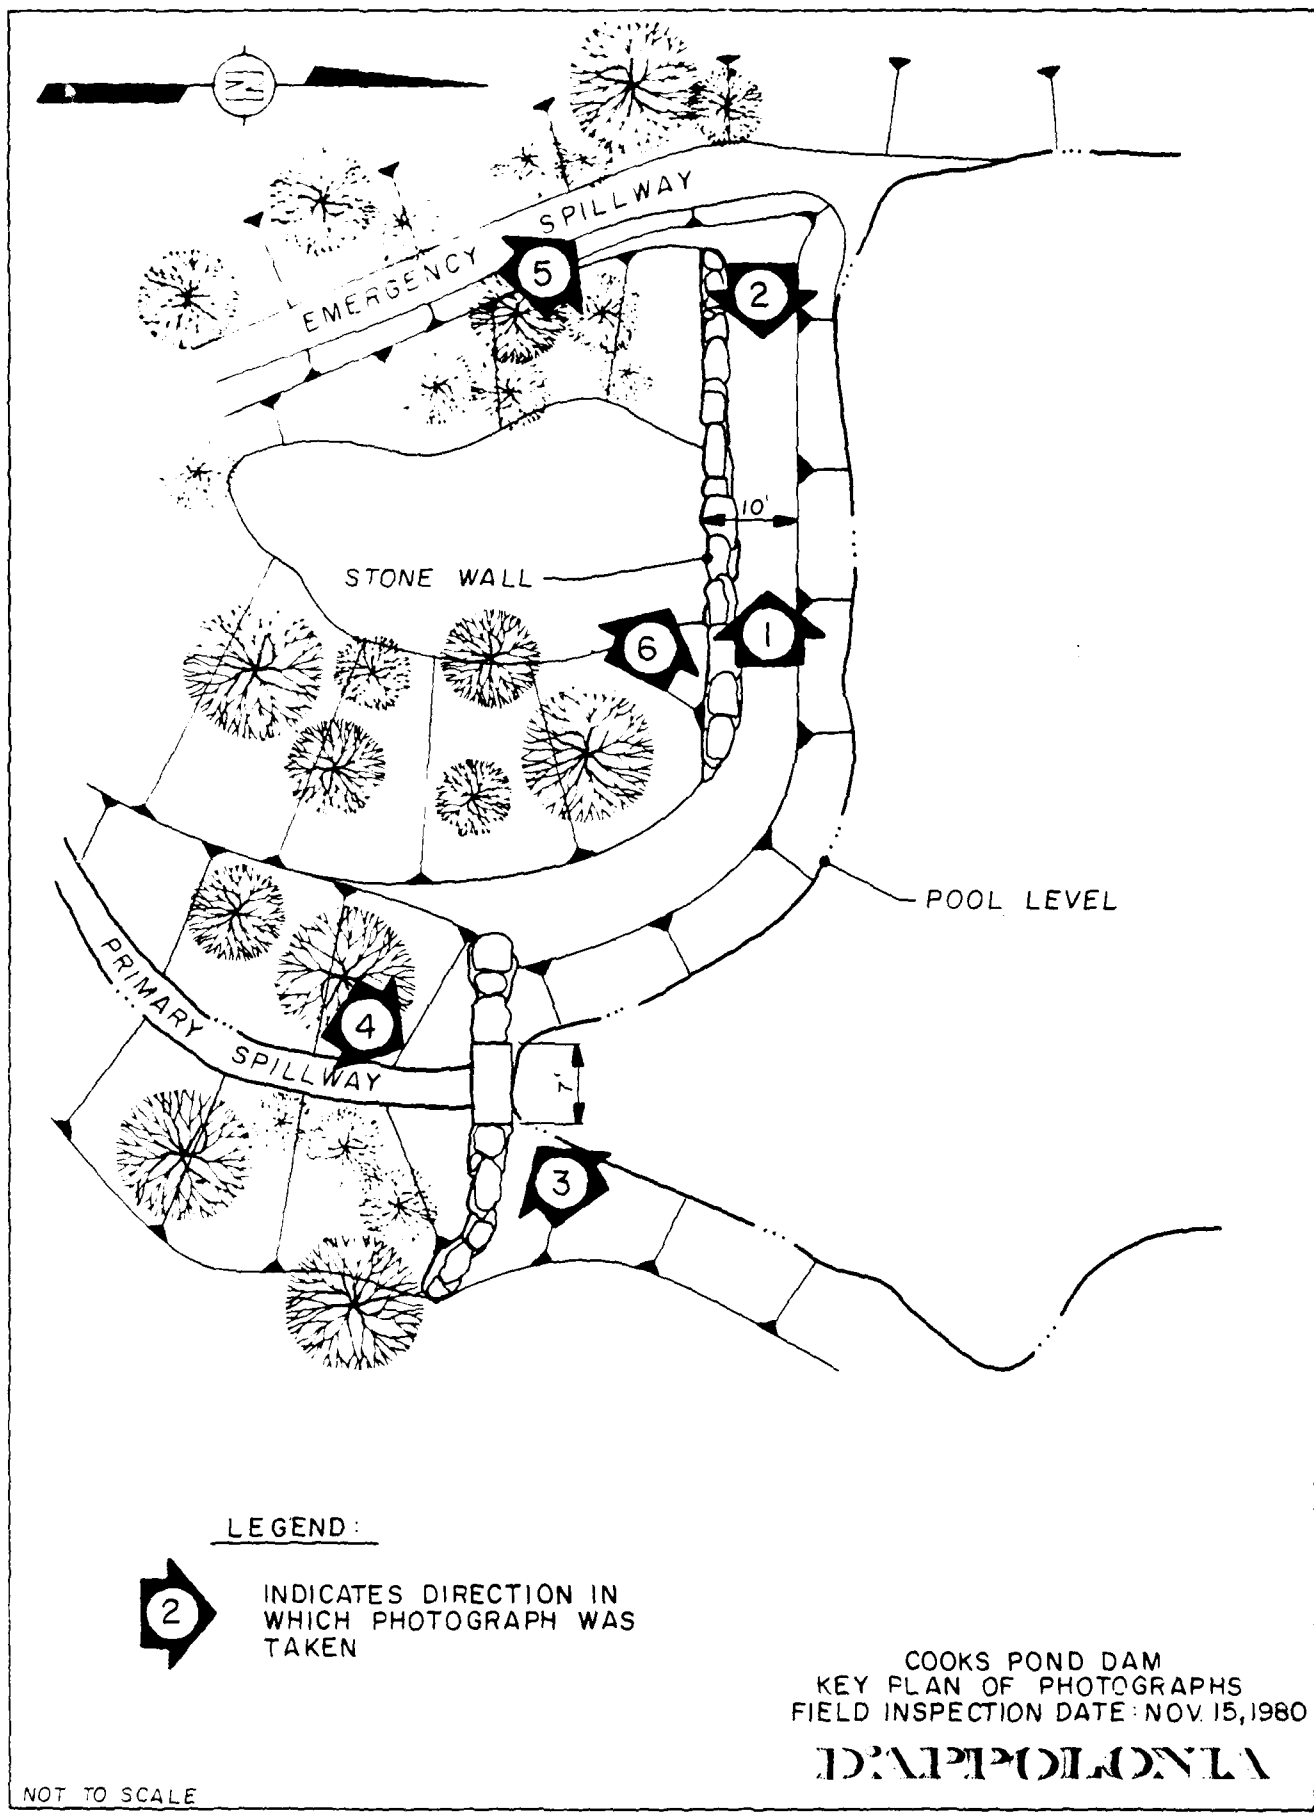 N
EMERGENCY SPILLWAY
5
2
10'
STONE WALL
6
1
POOL LEVEL
PRIMARY SPILLWAY
4
7'
3
LEGEND:
2
INDICATES DIRECTION IN
WHICH PHOTOGRAPH WAS
TAKEN
COOKS POND DAM
KEY PLAN OF PHOTOGRAPHS
FIELD INSPECTION DATE: NOV. 15, 1980
D'APPOLONIA
NOT TO SCALE